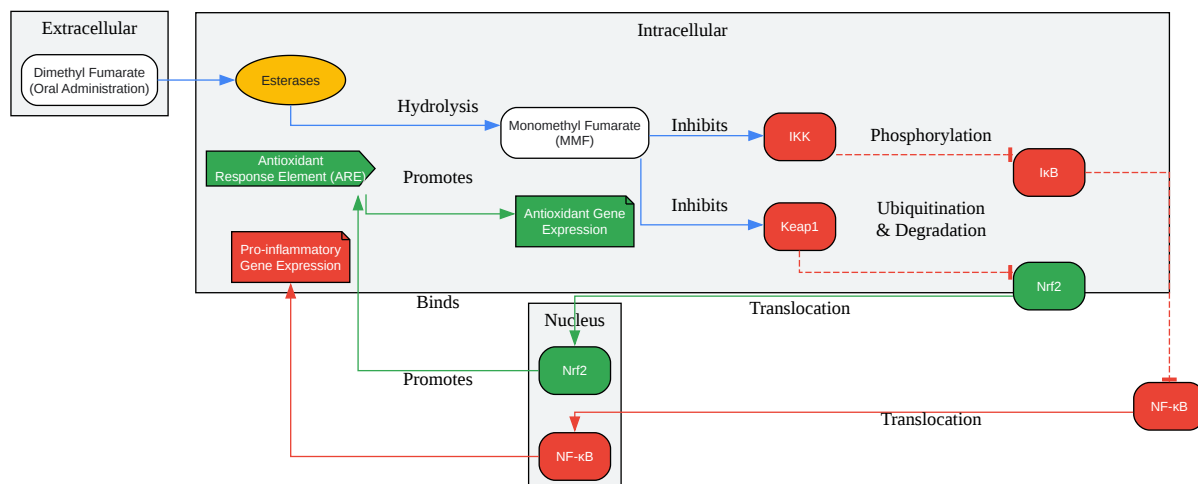 Extracellular
Dimethyl Fumarate
(Oral Administration)
Intracellular
Esterases
Hydrolysis
Monomethyl Fumarate
(MMF)
Inhibits
IKK
Phosphorylation
IκB
Antioxidant
Response Element (ARE)
Promotes
Antioxidant Gene
Expression
Inhibits
Keap1
Ubiquitination
& Degradation
Pro-inflammatory
Gene Expression
Nrf2
Binds
Translocation
Nucleus
Nrf2
Promotes
NF-κB
Translocation
NF-κB